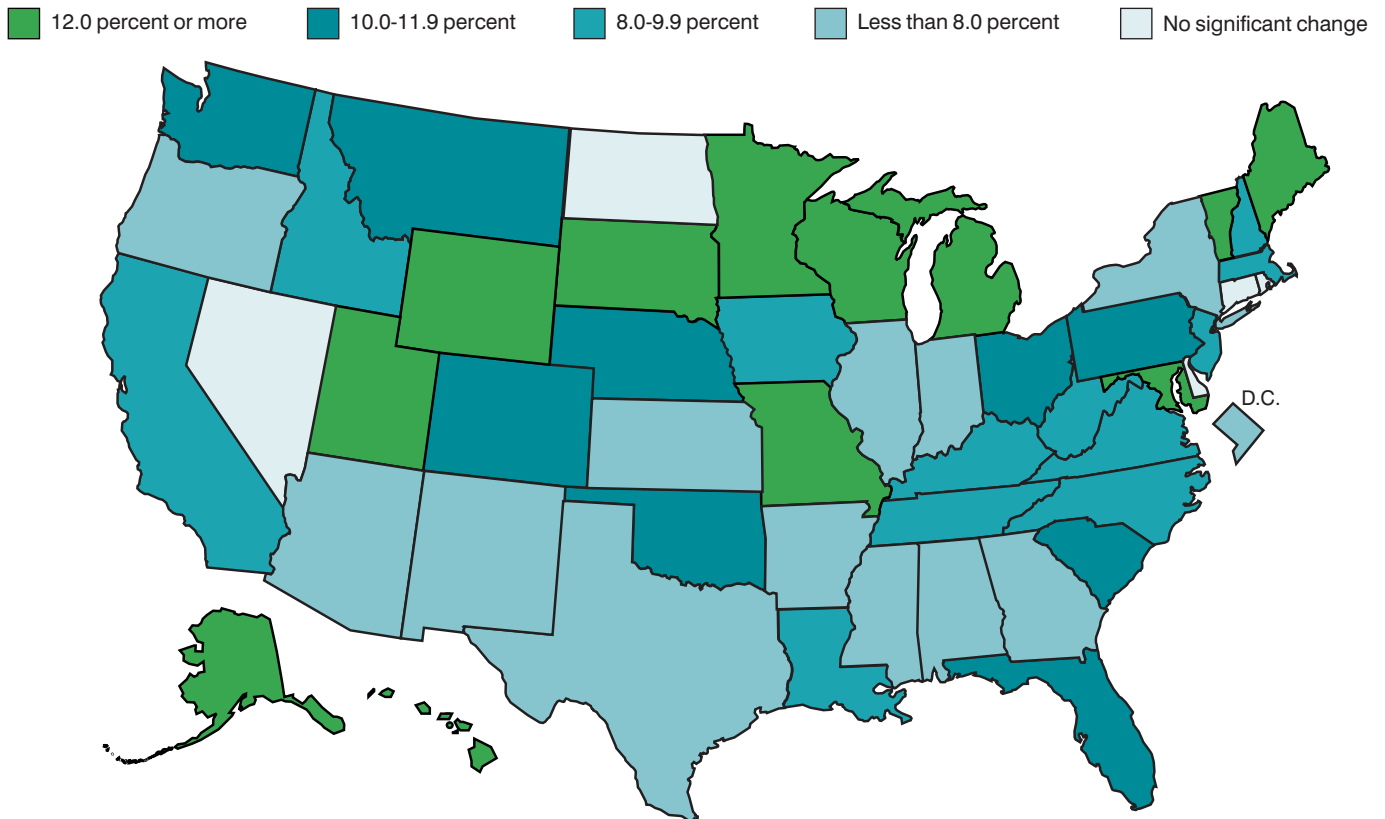 12.0 percent or more
10.0-11.9 percent
8.0-9.9 percent
Less than 8.0 percent
No significant change
D.C.